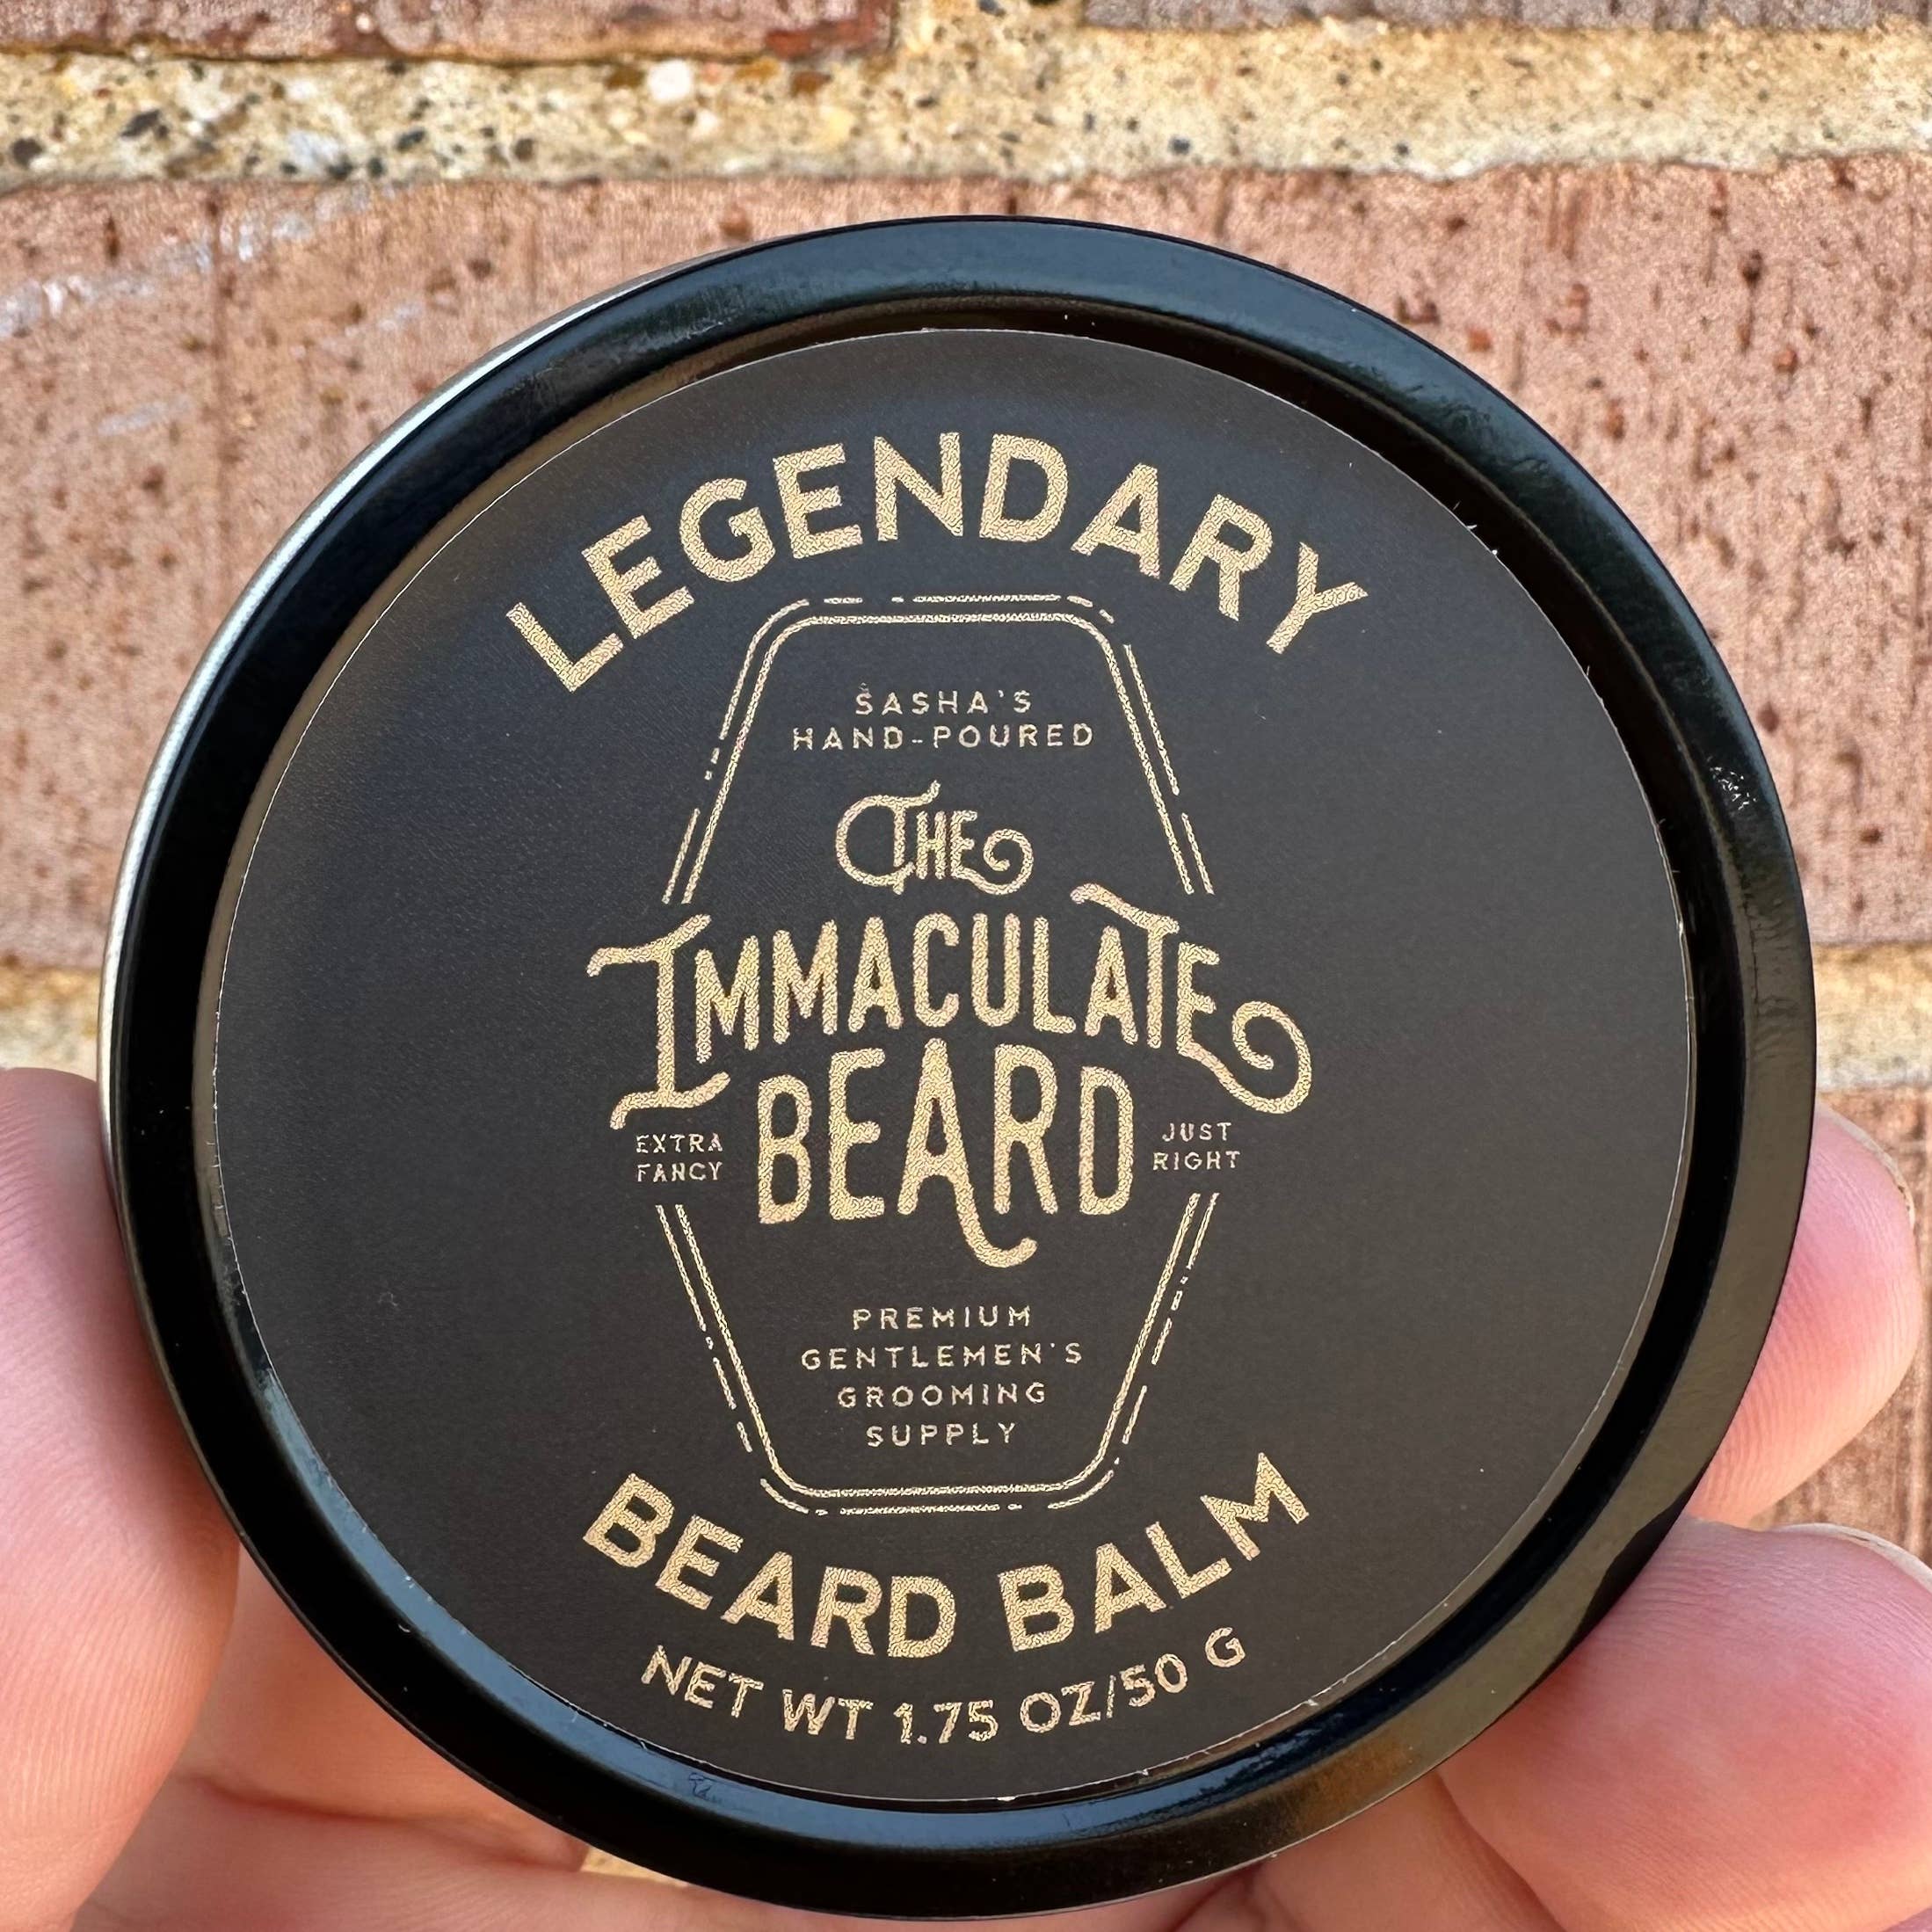 LEGENDARY
SASHA'S
HAND-POURED
THE
IMMACULATE
BEARD
EXTRA
FANCY
JUST
RIGHT
PREMIUM
GENTLEMEN'S
GROOMING
SUPPLY
BEARD BALM
NET WT 1.75 OZ/50 G